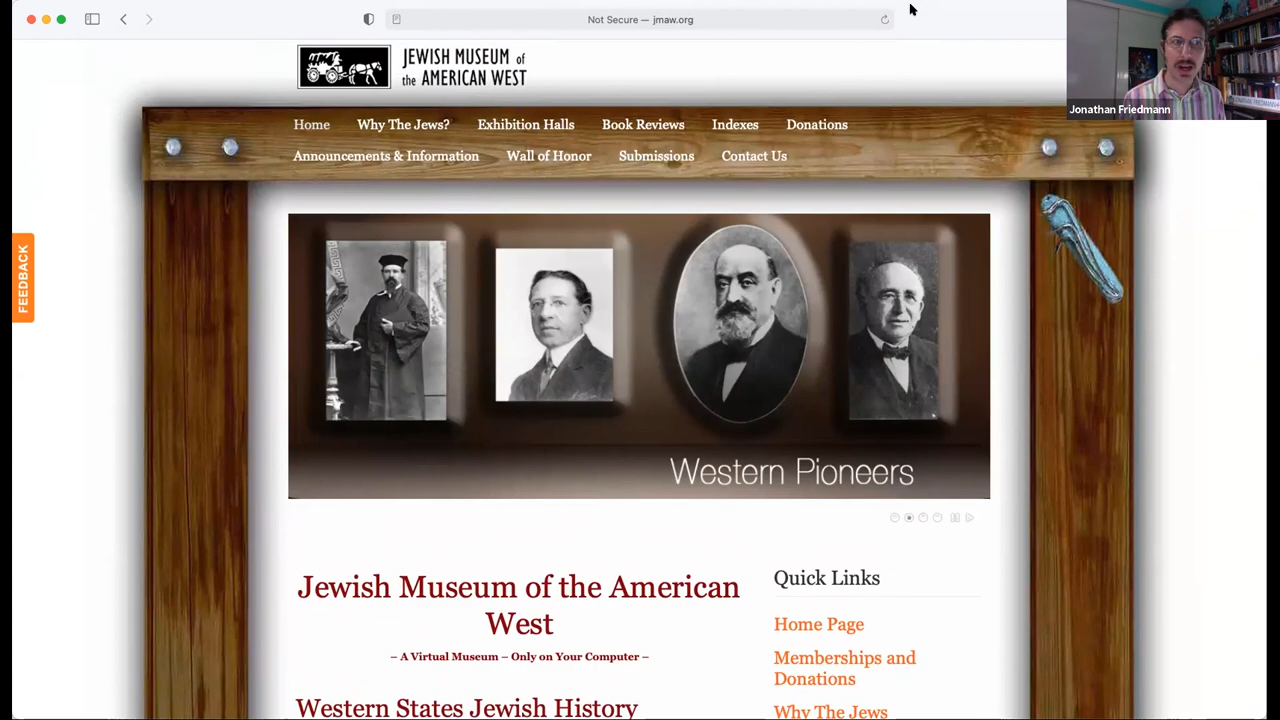 Not Secure — jmaw.org
JEWISH MUSEUM of
the AMERICAN WEST
Jonathan Friedmann
Home Why The Jews? Exhibition Halls Book Reviews Indexes Donations
Announcements & Information Wall of Honor Submissions Contact Us
FEEDBACK
Western Pioneers
Jewish Museum of the American
West
– A Virtual Museum – Only on Your Computer –
Western States Jewish History
Quick Links
Home Page
Memberships and
Donations
Why The Jews